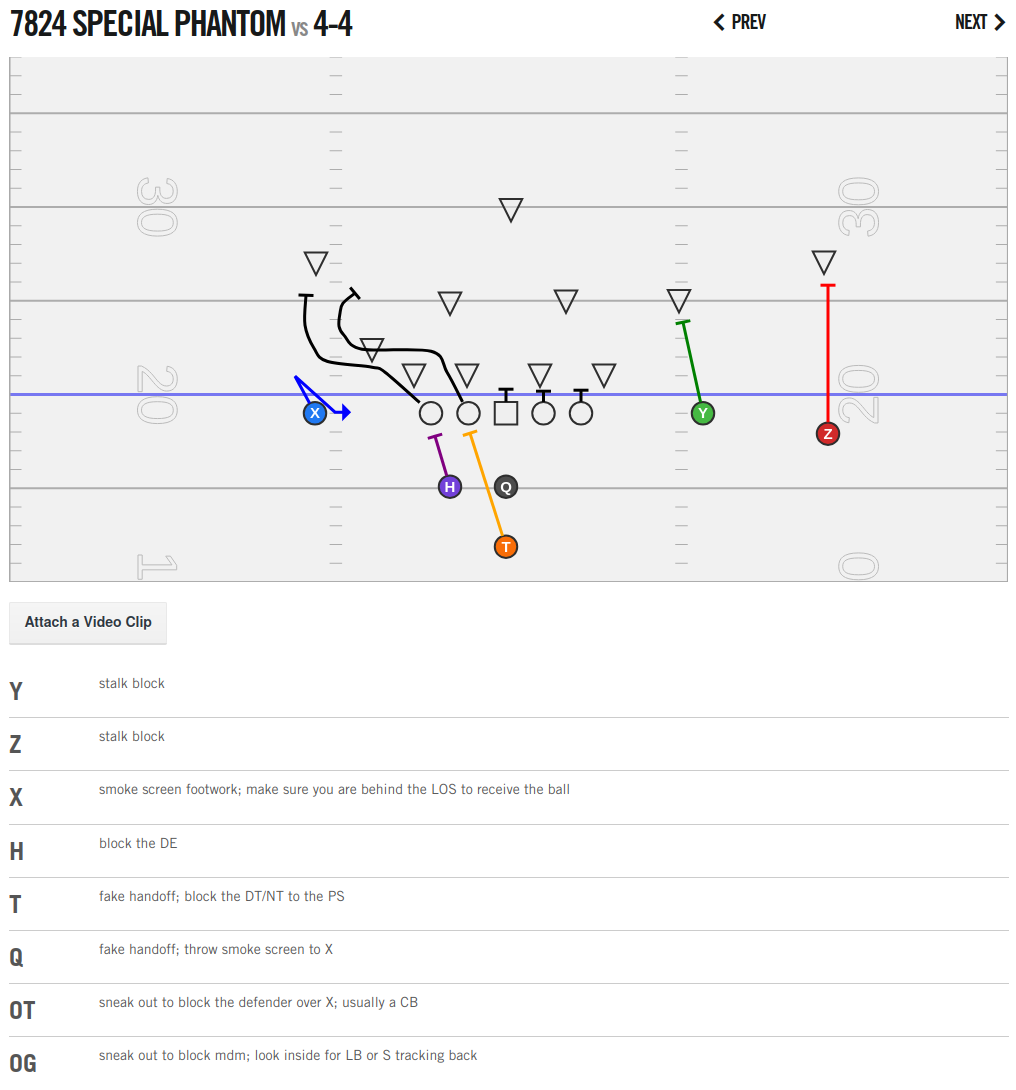 7824 SPECIAL PHANTOM VS 4-4
PREV
NEXT
30
30
20
20
X
Y
Z
H
Q
T
1
0
Attach a Video Clip
Y stalk block
Z stalk block
X smoke screen footwork; make sure you are behind the LOS to receive the ball
H block the DE
T fake handoff; block the DT/NT to the PS
Q fake handoff; throw smoke screen to X
OT sneak out to block the defender over X; usually a CB
OG sneak out to block mdm; look inside for LB or S tracking back